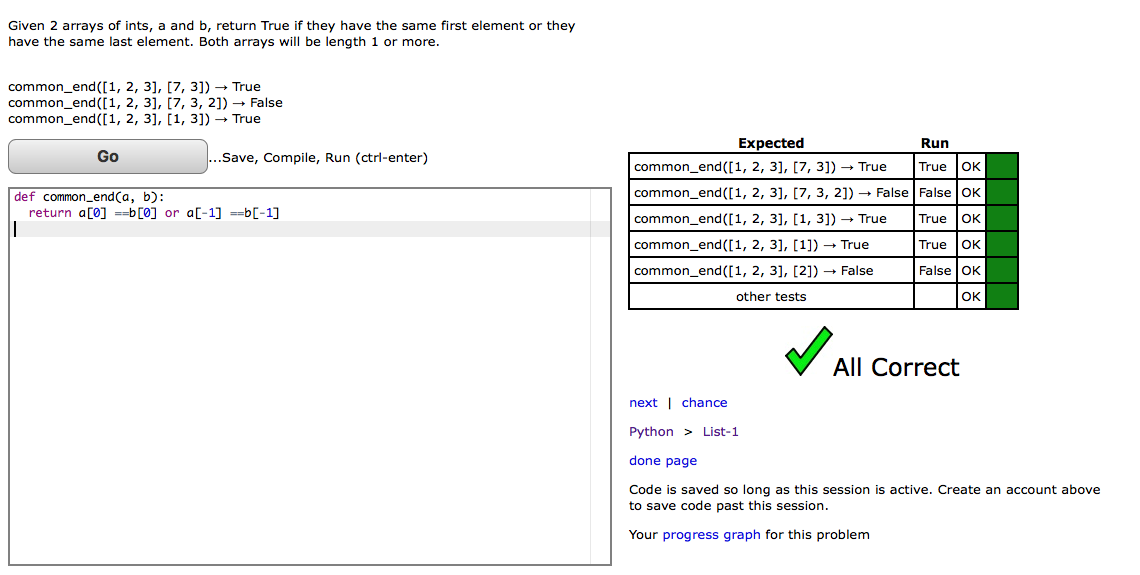 Given 2 arrays of ints, a and b, return True if they have the same first element or they
have the same last element. Both arrays will be length 1 or more.
common_end([1, 2, 3], [7, 3]) → True
common_end([1, 2, 3], [7, 3, 2]) → False
common_end([1, 2, 3], [1, 3]) → True
Go
...Save, Compile, Run (ctrl-enter)
def common_end(a, b):
  return a[0] ==b[0] or a[-1] ==b[-1]
Expected Run
common_end([1, 2, 3], [7, 3]) → True True OK
common_end([1, 2, 3], [7, 3, 2]) → False False OK
common_end([1, 2, 3], [1, 3]) → True True OK
common_end([1, 2, 3], [1]) → True True OK
common_end([1, 2, 3], [2]) → False False OK
other tests OK
All Correct
next | chance
Python > List-1
done page
Code is saved so long as this session is active. Create an account above
to save code past this session.
Your progress graph for this problem